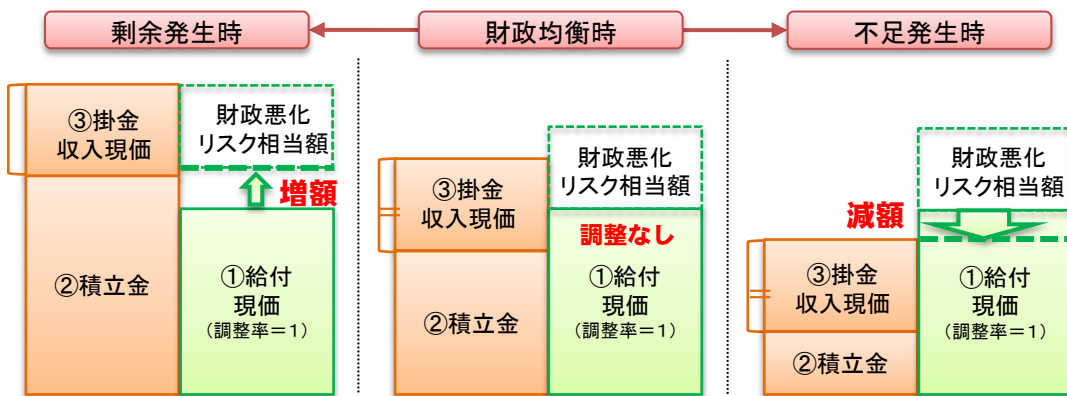 剰余発生時
財政均衡時
不足発生時
③掛金
収入現価
②積立金
財政悪化
リスク相当額
増額
①給付
現価
(調整率=1)
③掛金
収入現価
②積立金
財政悪化
リスク相当額
調整なし
①給付
現価
(調整率=1)
減額
③掛金
収入現価
②積立金
財政悪化
リスク相当額
①給付
現価
(調整率=1)